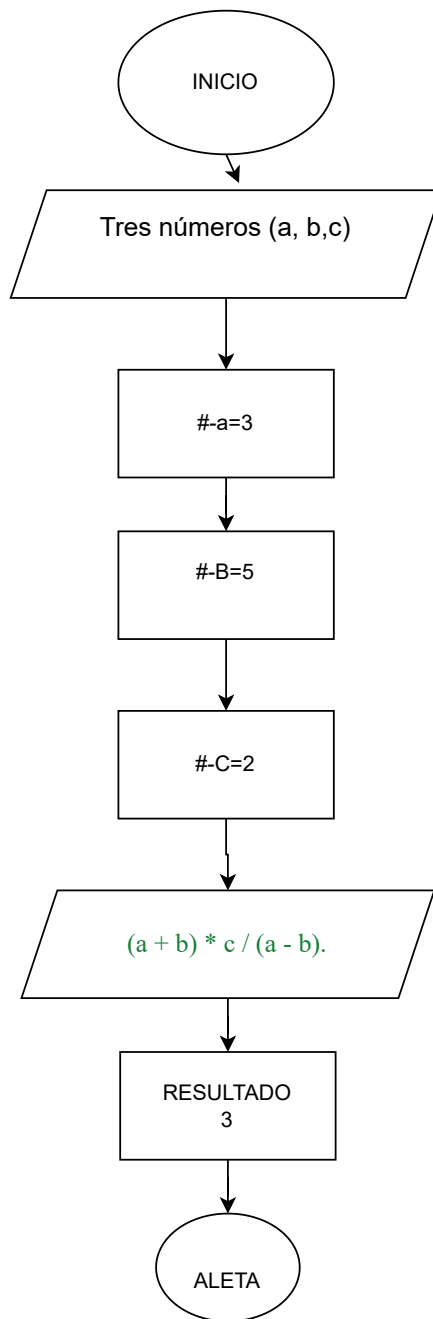 INICIO
Tres números (a, b,c)
#-a=3
#-B=5
#-C=2
(a + b) * c / (a - b).
RESULTADO
3
ALETA